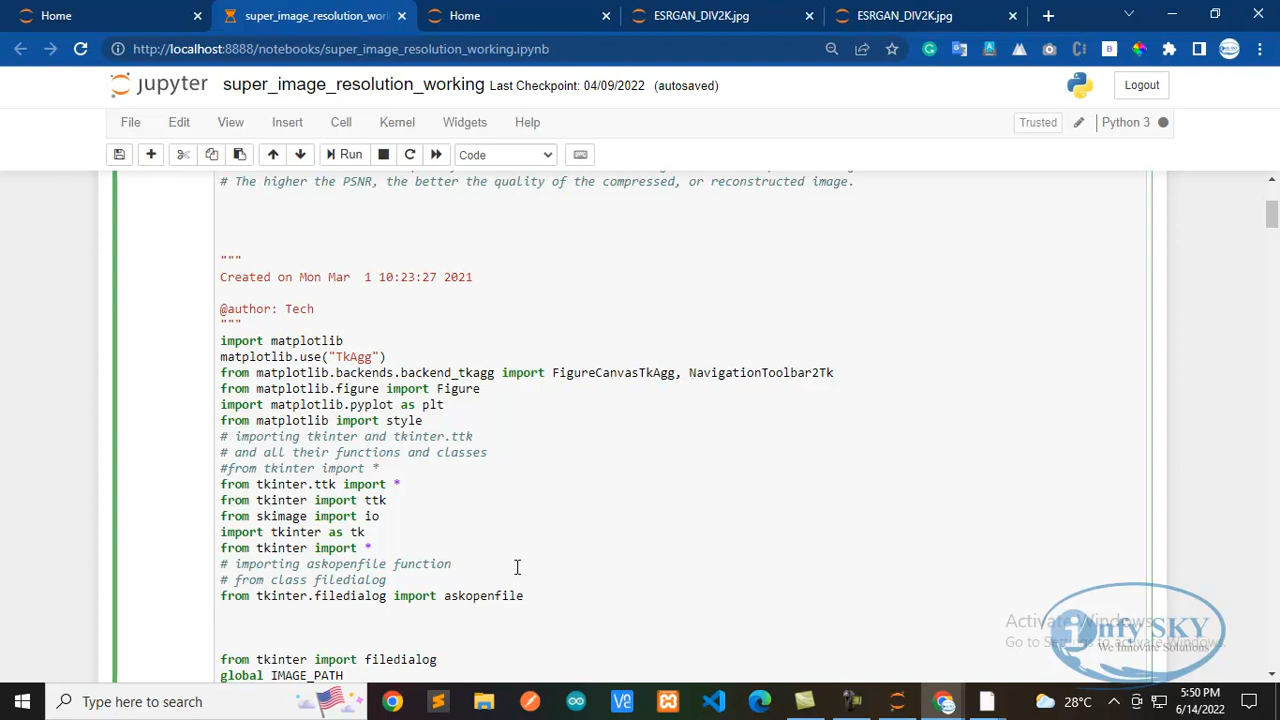 Home
super_image_resolution_wor
Home
ESRGAN_DIV2K.jpg
ESRGAN_DIV2K.jpg
http://localhost:8888/notebooks/super_image_resolution_working.ipynb
jupyter super_image_resolution_working Last Checkpoint: 04/09/2022 (autosaved)
Logout
File Edit View Insert Cell Kernel Widgets Help
Trusted Python 3
Run Code
# The higher the PSNR, the better the quality of the compressed, or reconstructed image.
"""
Created on Mon Mar  1 10:23:27 2021
@author: Tech
"""
import matplotlib
matplotlib.use("TkAgg")
from matplotlib.backends.backend_tkagg import FigureCanvasTkAgg, NavigationToolbar2Tk
from matplotlib.figure import Figure
import matplotlib.pyplot as plt
from matplotlib import style
# importing tkinter and tkinter.ttk
# and all their functions and classes
#from tkinter import *
from tkinter.ttk import *
from tkinter import ttk
from skimage import io
import tkinter as tk
from tkinter import *
# importing askopenfile function
# from class filedialog
from tkinter.filedialog import askopenfile
from tkinter import filedialog
global IMAGE_PATH
Activate Windows
Go to Settings to activate Windows.
1nfy SKY
We Innovate Solutions
Type here to search
28°C
5:50 PM
6/14/2022